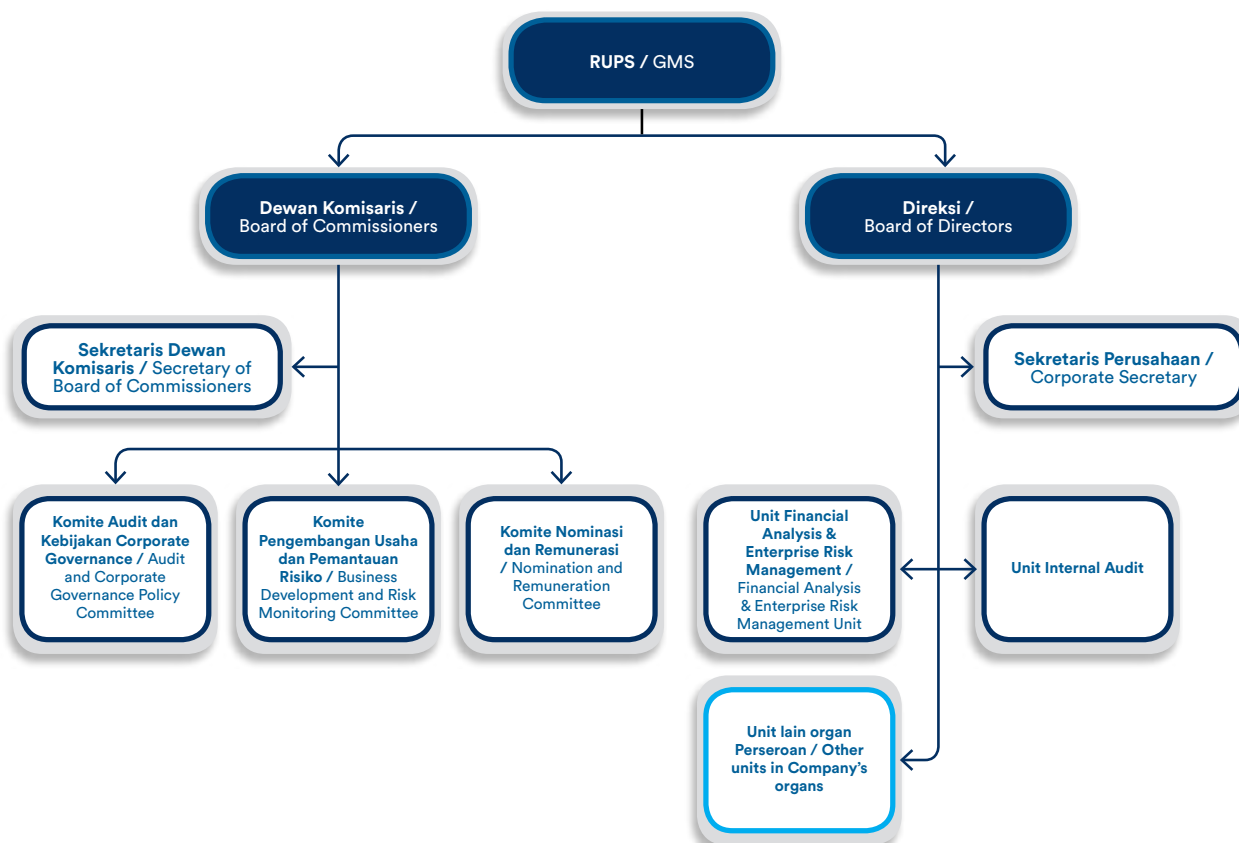 RUPS / GMS
Dewan Komisaris /
Board of Commissioners
Direksi /
Board of Directors
Sekretaris Dewan
Komisaris / Secretary of
Board of Commissioners
Sekretaris Perusahaan /
Corporate Secretary
Komite Audit dan
Kebijakan Corporate
Governance / Audit
and Corporate
Governance Policy
Committee
Komite
Pengembangan Usaha
dan Pemantauan
Risiko / Business
Development and Risk
Monitoring Committee
Komite Nominasi
dan Remunerasi
/ Nomination and
Remuneration
Committee
Unit Financial
Analysis &
Enterprise Risk
Management /
Financial Analysis
& Enterprise Risk
Management Unit
Unit Internal Audit
Unit lain organ
Perseroan / Other
units in Company's
organs